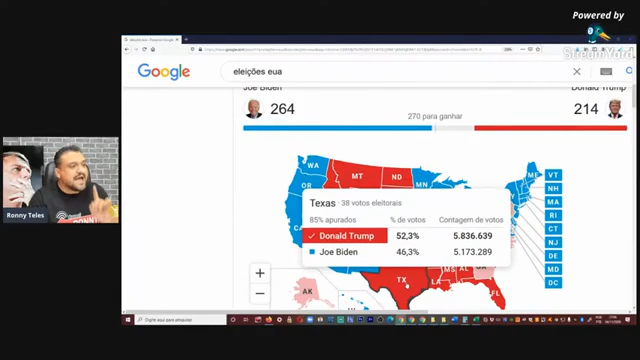 Powered by
StreamYard
Google
eleições eua
Joe Biden
Donald Trump
264
214
270 para ganhar
WA
OR
MT
ND
MN
ME
VT
NH
MA
RI
CT
NJ
DE
MD
DC
Texas · 38 votos eleitorais
85% apurados
% de votos
Contagem de votos
Donald Trump
52,3%
5.836.639
Joe Biden
46,3%
5.173.289
AK
TX
LA
MS
AL
GA
FL
Ronny Teles
Digite aqui para pesquisar